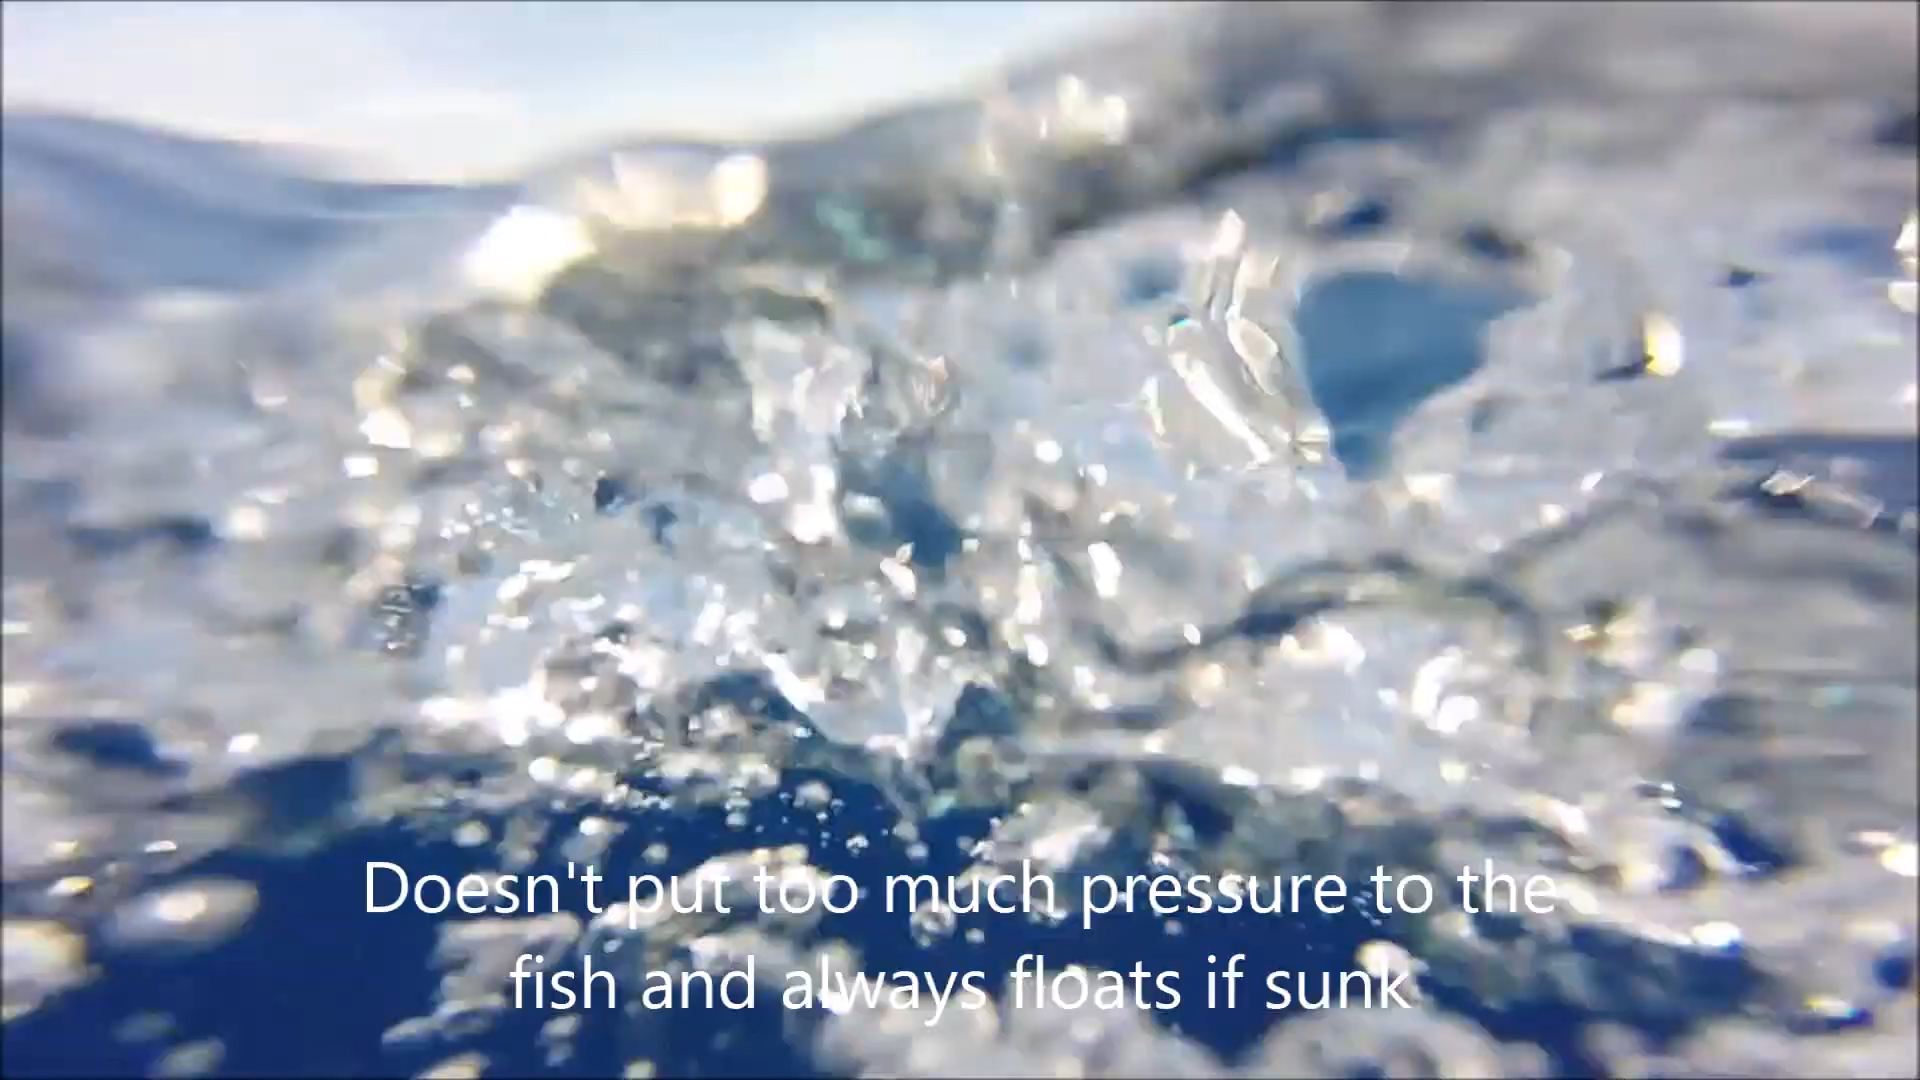 Doesn't put too much pressure to the
fish and always floats if sunk